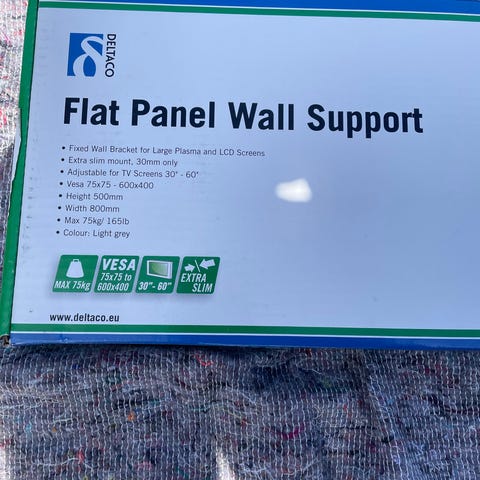 DELTACO
Flat Panel Wall Support
• Fixed Wall Bracket for Large Plasma and LCD Screens
• Extra slim mount, 30mm only
• Adjustable for TV Screens 30" - 60"
• Vesa 75x75 - 600x400
• Height 500mm
• Width 800mm
• Max 75kg/ 165lb
• Colour: Light grey
MAX 75kg
VESA
75x75 to
600x400
30"- 60"
EXTRA
SLIM
www.deltaco.eu